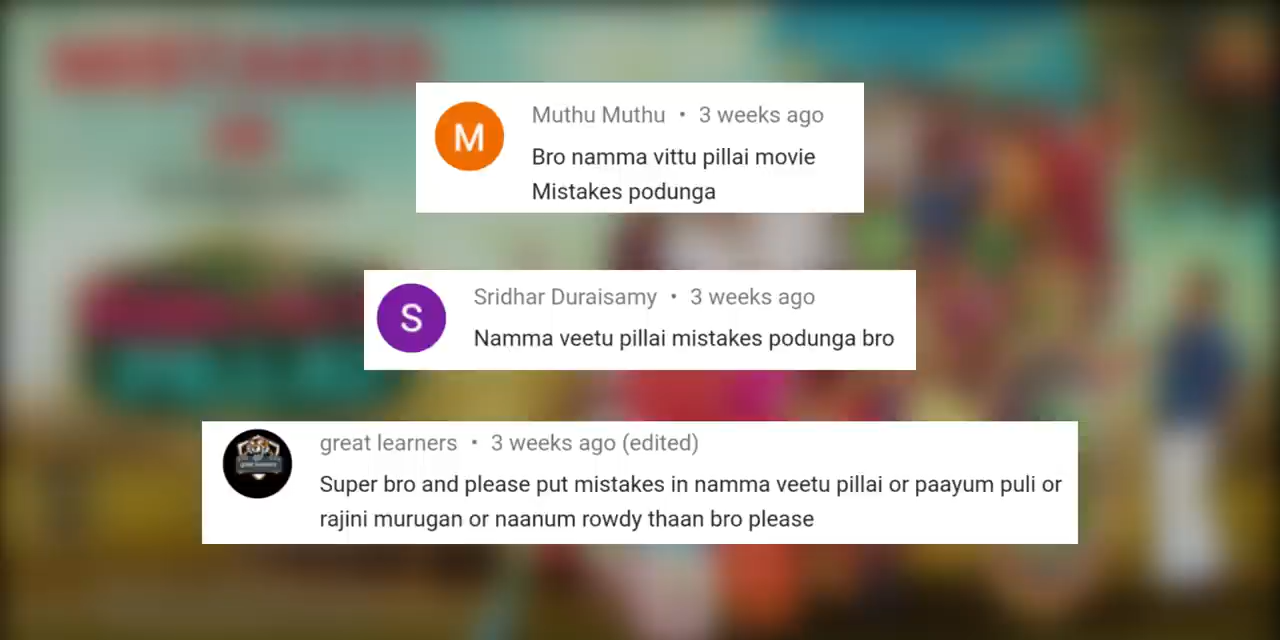 Muthu Muthu • 3 weeks ago
Bro namma vittu pillai movie
Mistakes podunga
Sridhar Duraisamy • 3 weeks ago
Namma veetu pillai mistakes podunga bro
great learners • 3 weeks ago (edited)
Super bro and please put mistakes in namma veetu pillai or paayum puli or
rajini murugan or naanum rowdy thaan bro please